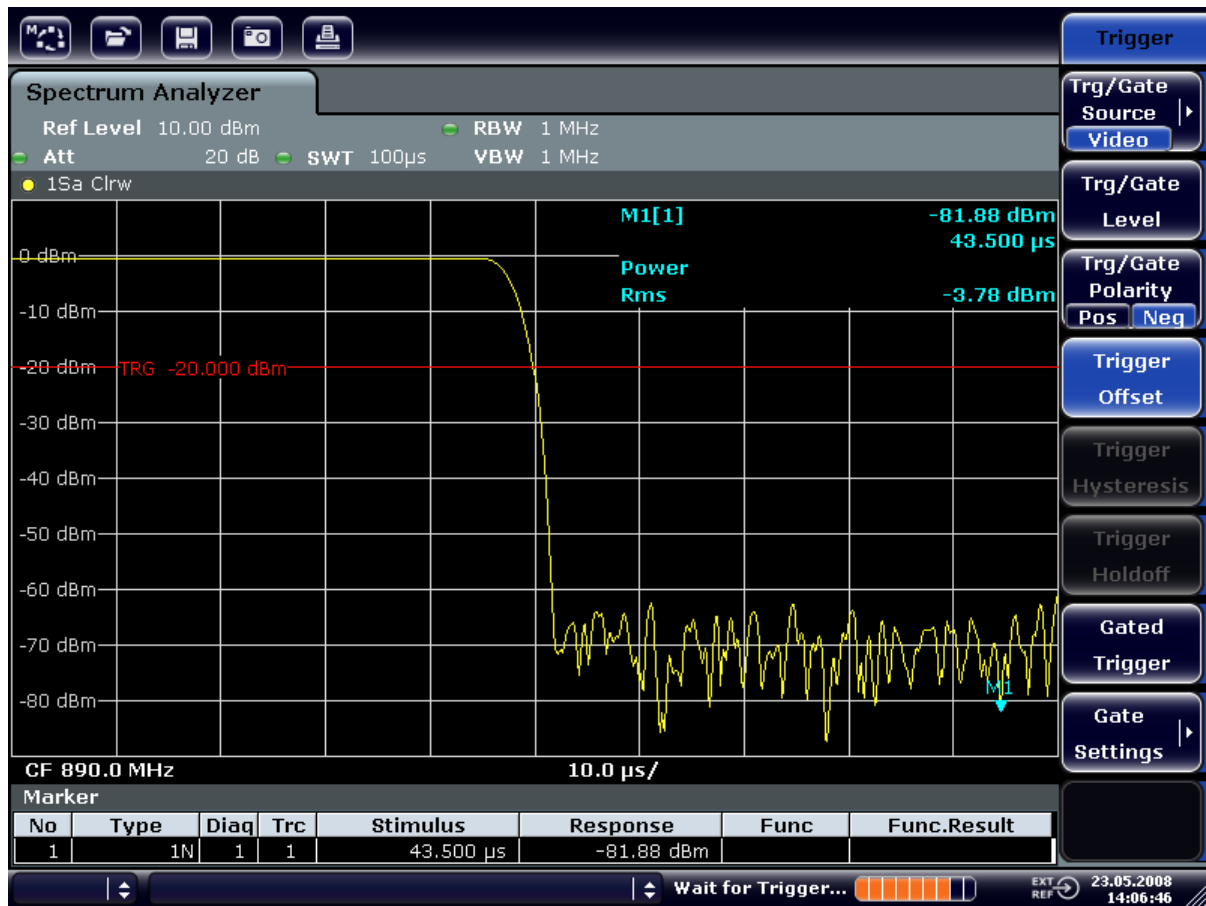 M
Trigger
Spectrum Analyzer
Ref Level 10.00 dBm RBW 1 MHz
Att 20 dB SWT 100µs VBW 1 MHz
1Sa Clrw
M1[1] -81.88 dBm
43.500 µs
Power
Rms -3.78 dBm
0 dBm
-10 dBm
-20 dBm TRG -20.000 dBm
-30 dBm
-40 dBm
-50 dBm
-60 dBm
-70 dBm
-80 dBm
M1
CF 890.0 MHz 10.0 µs/
Marker
No Type Diag Trc Stimulus Response Func Func.Result
1 1N 1 1 43.500 µs -81.88 dBm
Wait for Trigger... EXT REF 23.05.2008
14:06:46
Trg/Gate
Source
Video
Trg/Gate
Level
Trg/Gate
Polarity
Pos Neg
Trigger
Offset
Trigger
Hysteresis
Trigger
Holdoff
Gated
Trigger
Gate
Settings